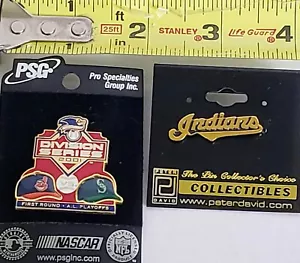 1 ft
25ft 2 3 4
Life Guard
PSG
Pro Specialties
Group Inc.
DIVISION
SERIES
2001
FIRST ROUND - A.L. PLAYOFFS
NASCAR
NFL
www.psginc.com
Indians
PETER
DAVID
The Pin Collector's Choice
COLLECTIBLES
www.peterdavid.com